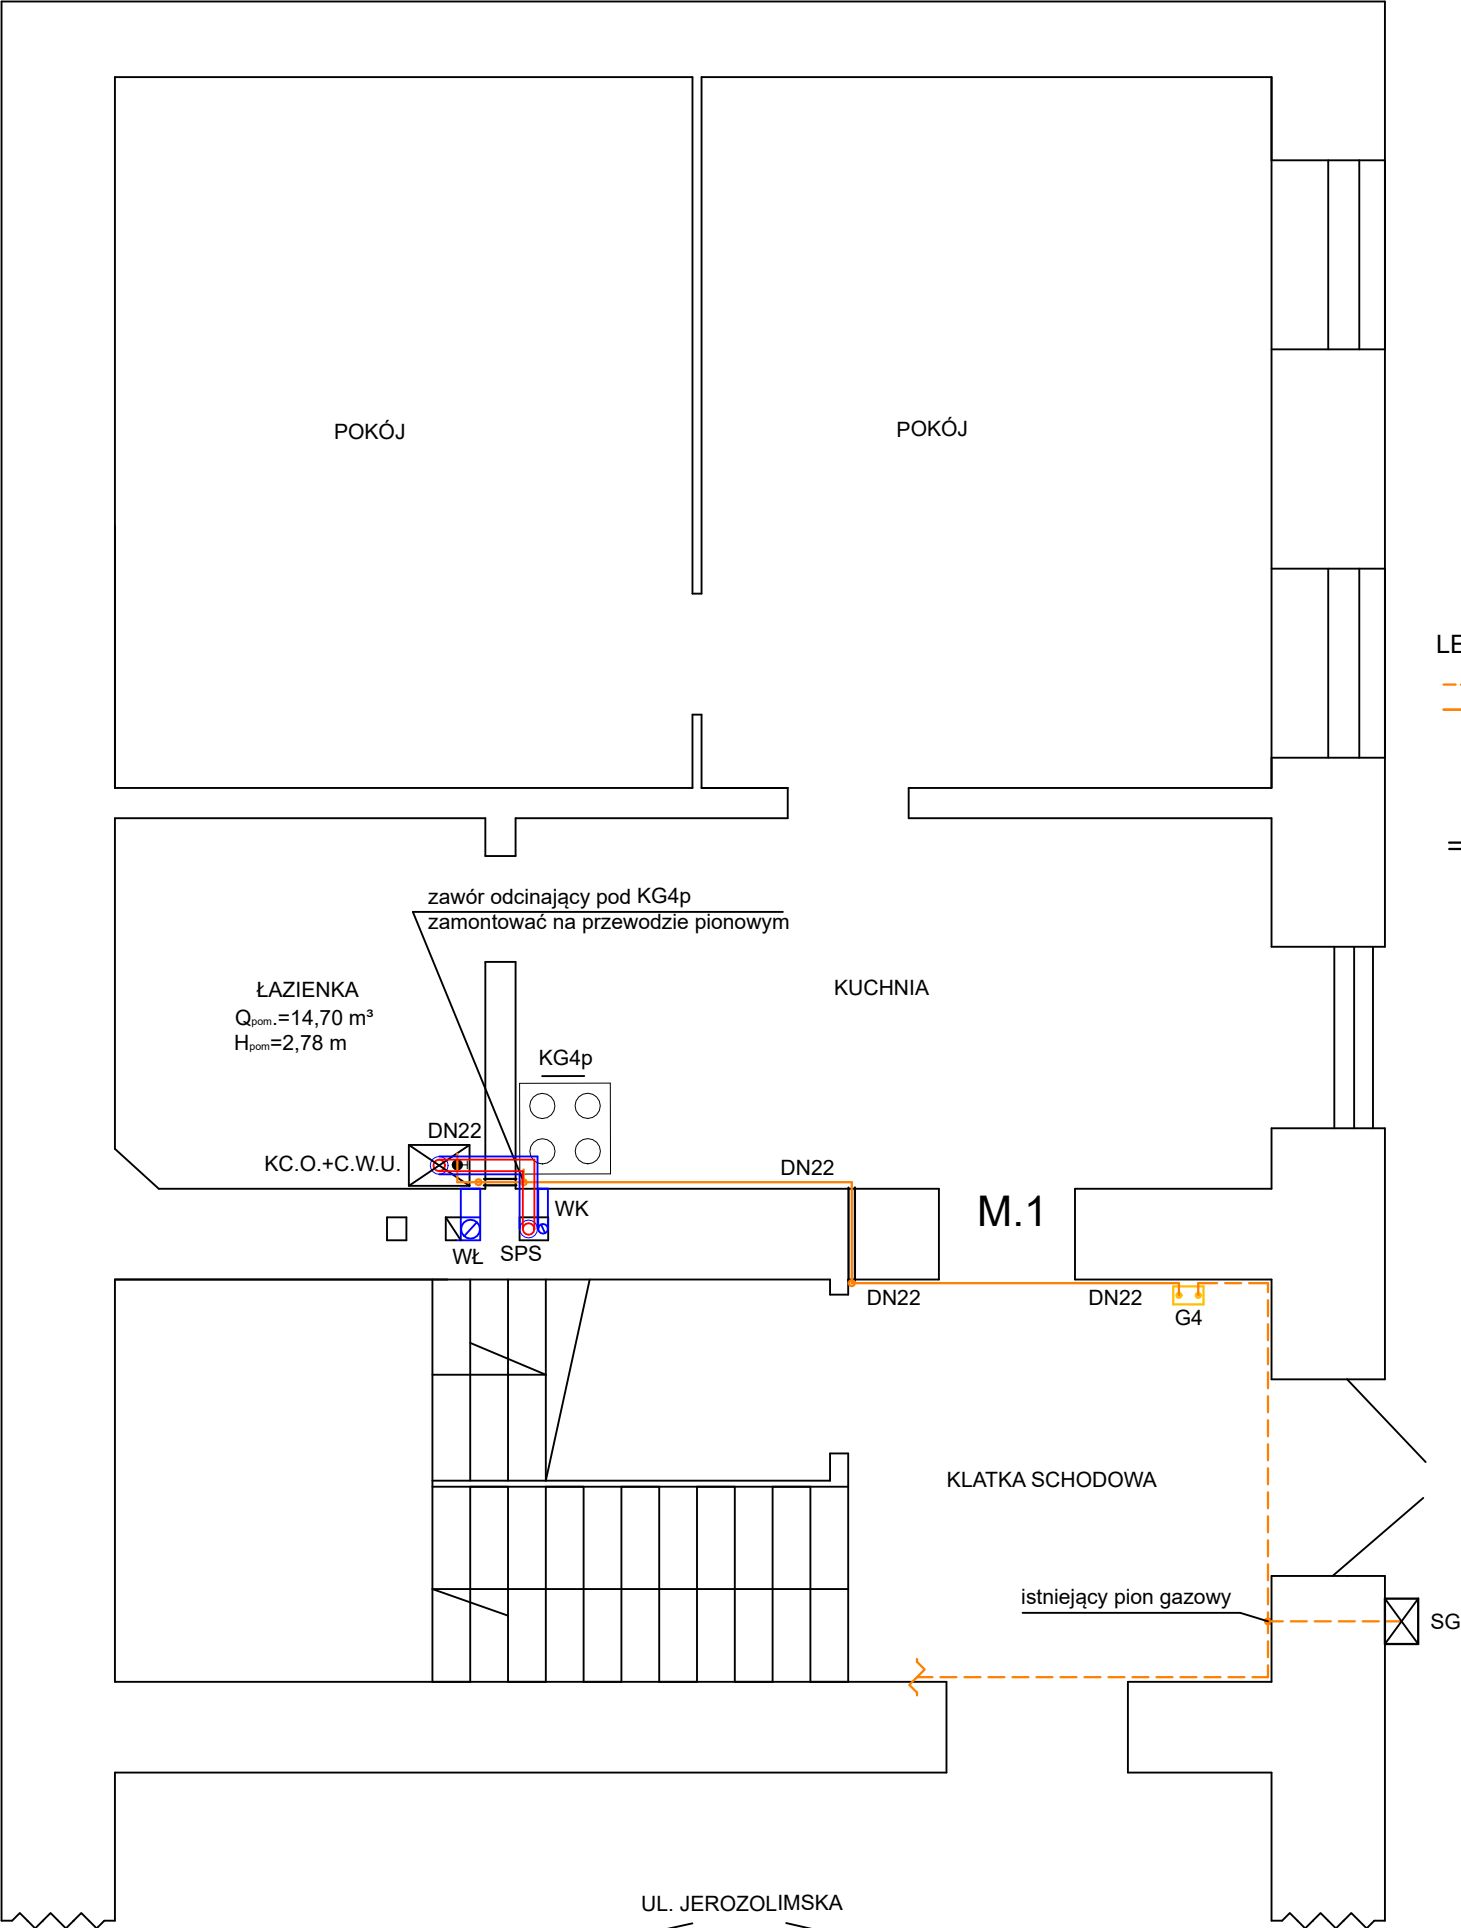 POKÓJ
POKÓJ
LE
=
zawór odcinający pod KG4p
zamontować na przewodzie pionowym
ŁAZIENKA
Qpom.=14,70 m³
Hpom=2,78 m
KUCHNIA
KG4p
DN22
KC.O.+C.W.U.
DN22
WK
M.1
WŁ
SPS
DN22
DN22
G4
KLATKA SCHODOWA
istniejący pion gazowy
SG
UL. JEROZOLIMSKA